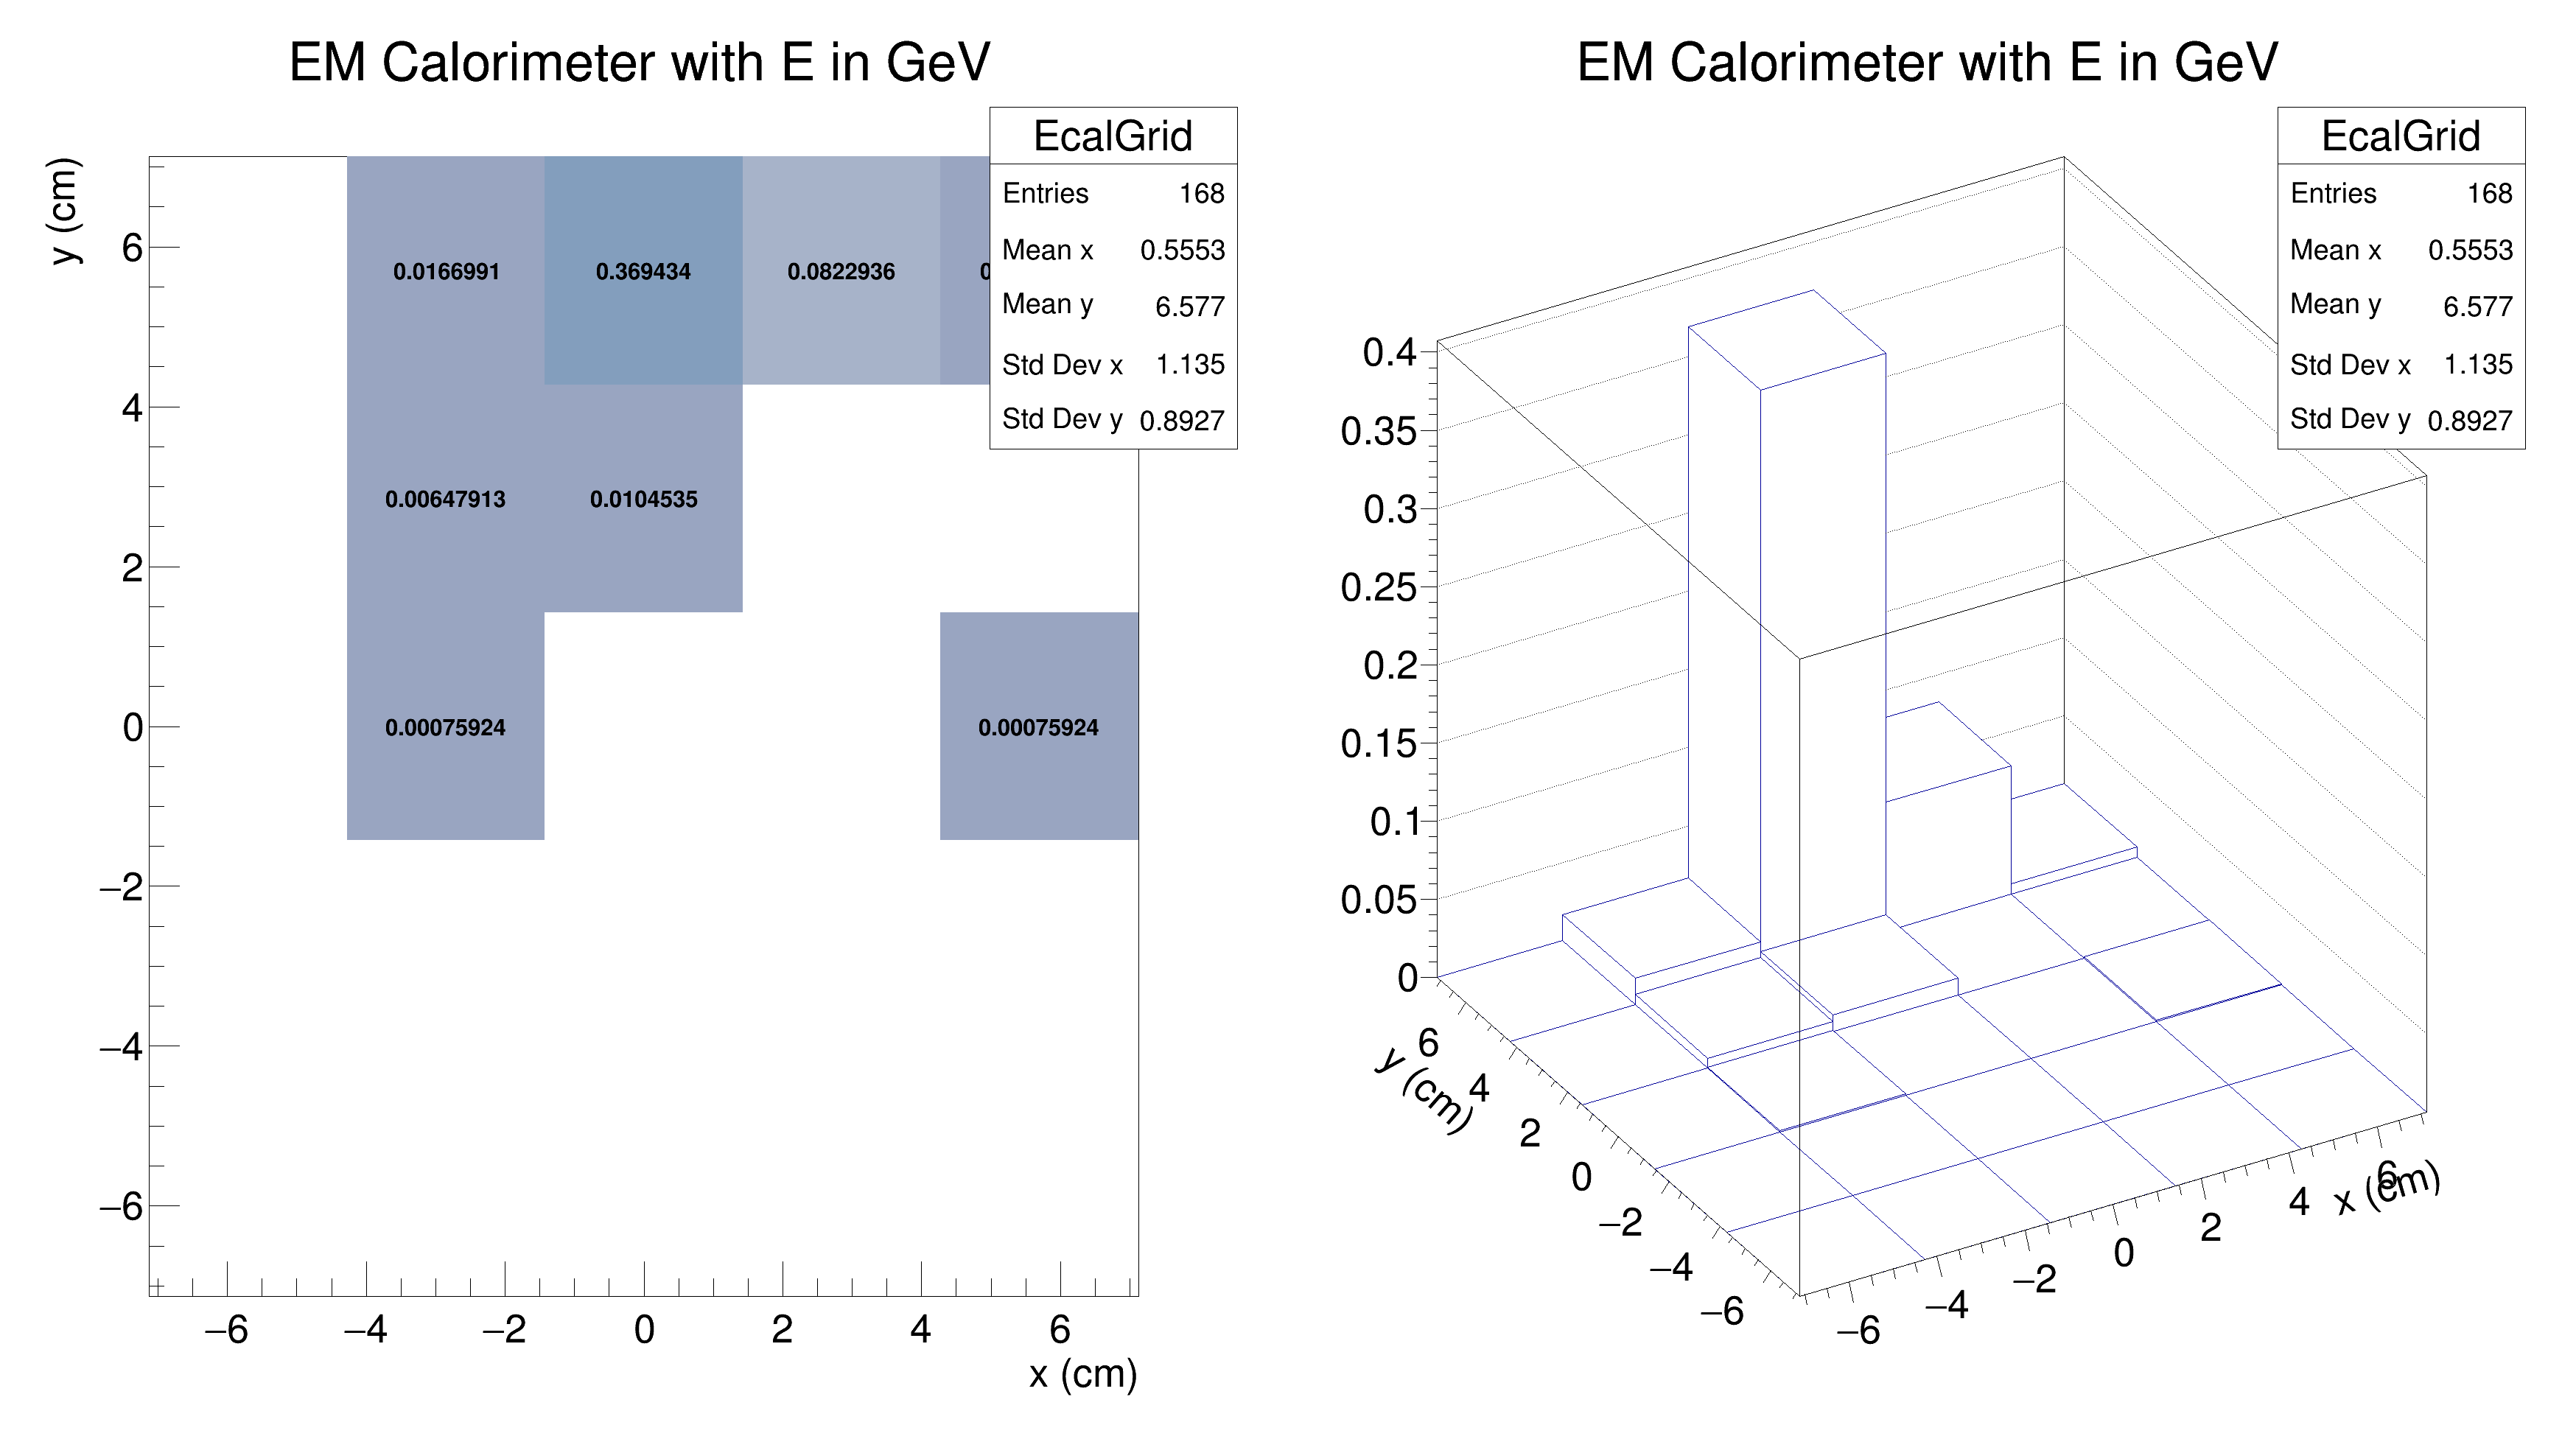 EM Calorimeter with E in GeV
EcalGrid
Entries 168
Mean x 0.5553
Mean y 6.577
Std Dev x 1.135
Std Dev y 0.8927
y (cm)
6
4
2
0
−2
−4
−6
0.0166991 0.369434 0.0822936
0.00647913 0.0104535
0.00075924 0.00075924
−6 −4 −2 0 2 4 6
x (cm)
EM Calorimeter with E in GeV
EcalGrid
Entries 168
Mean x 0.5553
Mean y 6.577
Std Dev x 1.135
Std Dev y 0.8927
0.4
0.35
0.3
0.25
0.2
0.15
0.1
0.05
0
y (cm)
6
4
2
0
−2
−4
−6
−6 −4 −2 0 2 4 6
x (cm)